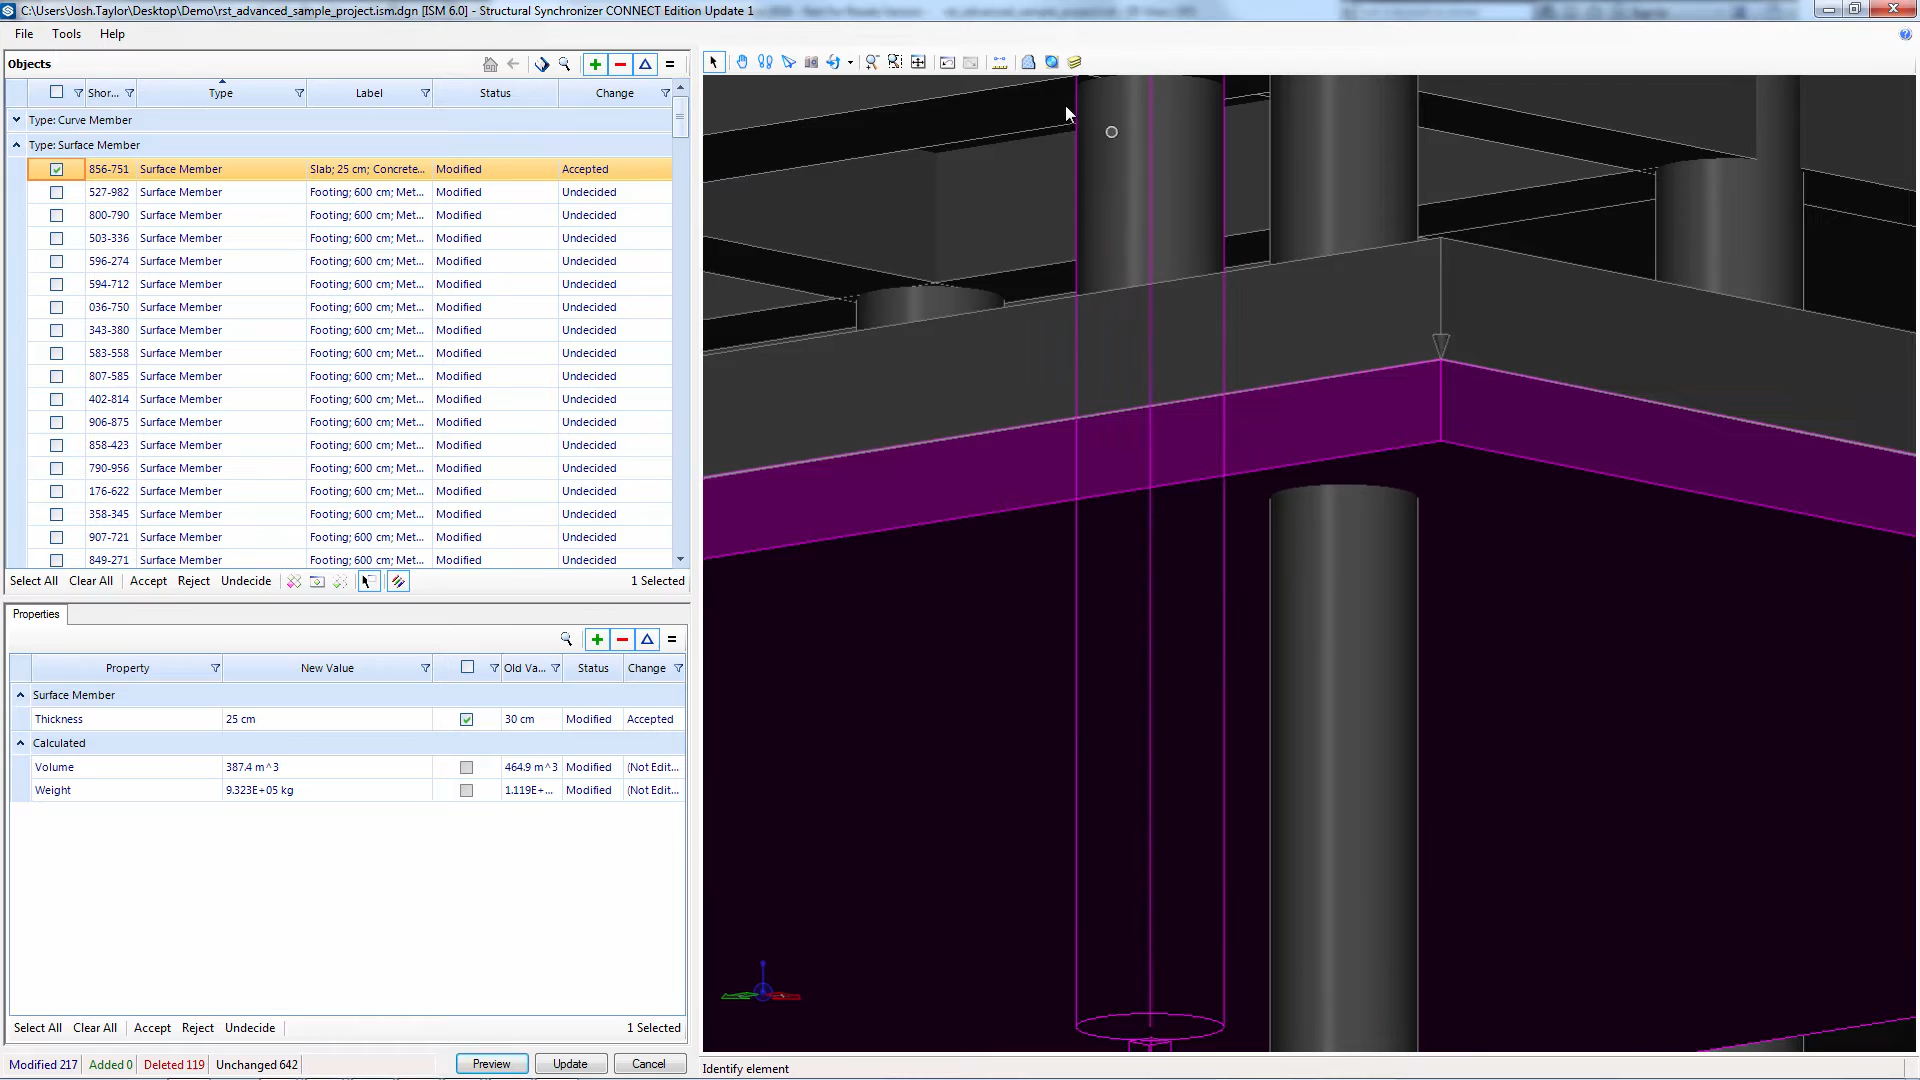 C:\Users\Josh.Taylor\Desktop\Demo\rst_advanced_sample_project.ism.dgn [ISM 6.0] - Structural Synchronizer CONNECT Edition Update 1
File Tools Help
Objects
Shor... Type Label Status Change
Type: Curve Member
Type: Surface Member
856-751 Surface Member Slab; 25 cm; Concrete... Modified Accepted
527-982 Surface Member Footing; 600 cm; Met... Modified Undecided
800-790 Surface Member Footing; 600 cm; Met... Modified Undecided
503-336 Surface Member Footing; 600 cm; Met... Modified Undecided
596-274 Surface Member Footing; 600 cm; Met... Modified Undecided
594-712 Surface Member Footing; 600 cm; Met... Modified Undecided
036-750 Surface Member Footing; 600 cm; Met... Modified Undecided
343-380 Surface Member Footing; 600 cm; Met... Modified Undecided
583-558 Surface Member Footing; 600 cm; Met... Modified Undecided
807-585 Surface Member Footing; 600 cm; Met... Modified Undecided
402-814 Surface Member Footing; 600 cm; Met... Modified Undecided
906-875 Surface Member Footing; 600 cm; Met... Modified Undecided
858-423 Surface Member Footing; 600 cm; Met... Modified Undecided
790-956 Surface Member Footing; 600 cm; Met... Modified Undecided
176-622 Surface Member Footing; 600 cm; Met... Modified Undecided
358-345 Surface Member Footing; 600 cm; Met... Modified Undecided
907-721 Surface Member Footing; 600 cm; Met... Modified Undecided
849-271 Surface Member Footing; 600 cm; Met... Modified Undecided
Select All Clear All Accept Reject Undecide 1 Selected
Properties
Property New Value Old Va... Status Change
Surface Member
Thickness 25 cm 30 cm Modified Accepted
Calculated
Volume 387.4 m^3 464.9 m^3 Modified (Not Edit...
Weight 9.323E+05 kg 1.119E+... Modified (Not Edit...
Select All Clear All Accept Reject Undecide 1 Selected
Modified 217 Added 0 Deleted 119 Unchanged 642 Preview Update Cancel
Identify element